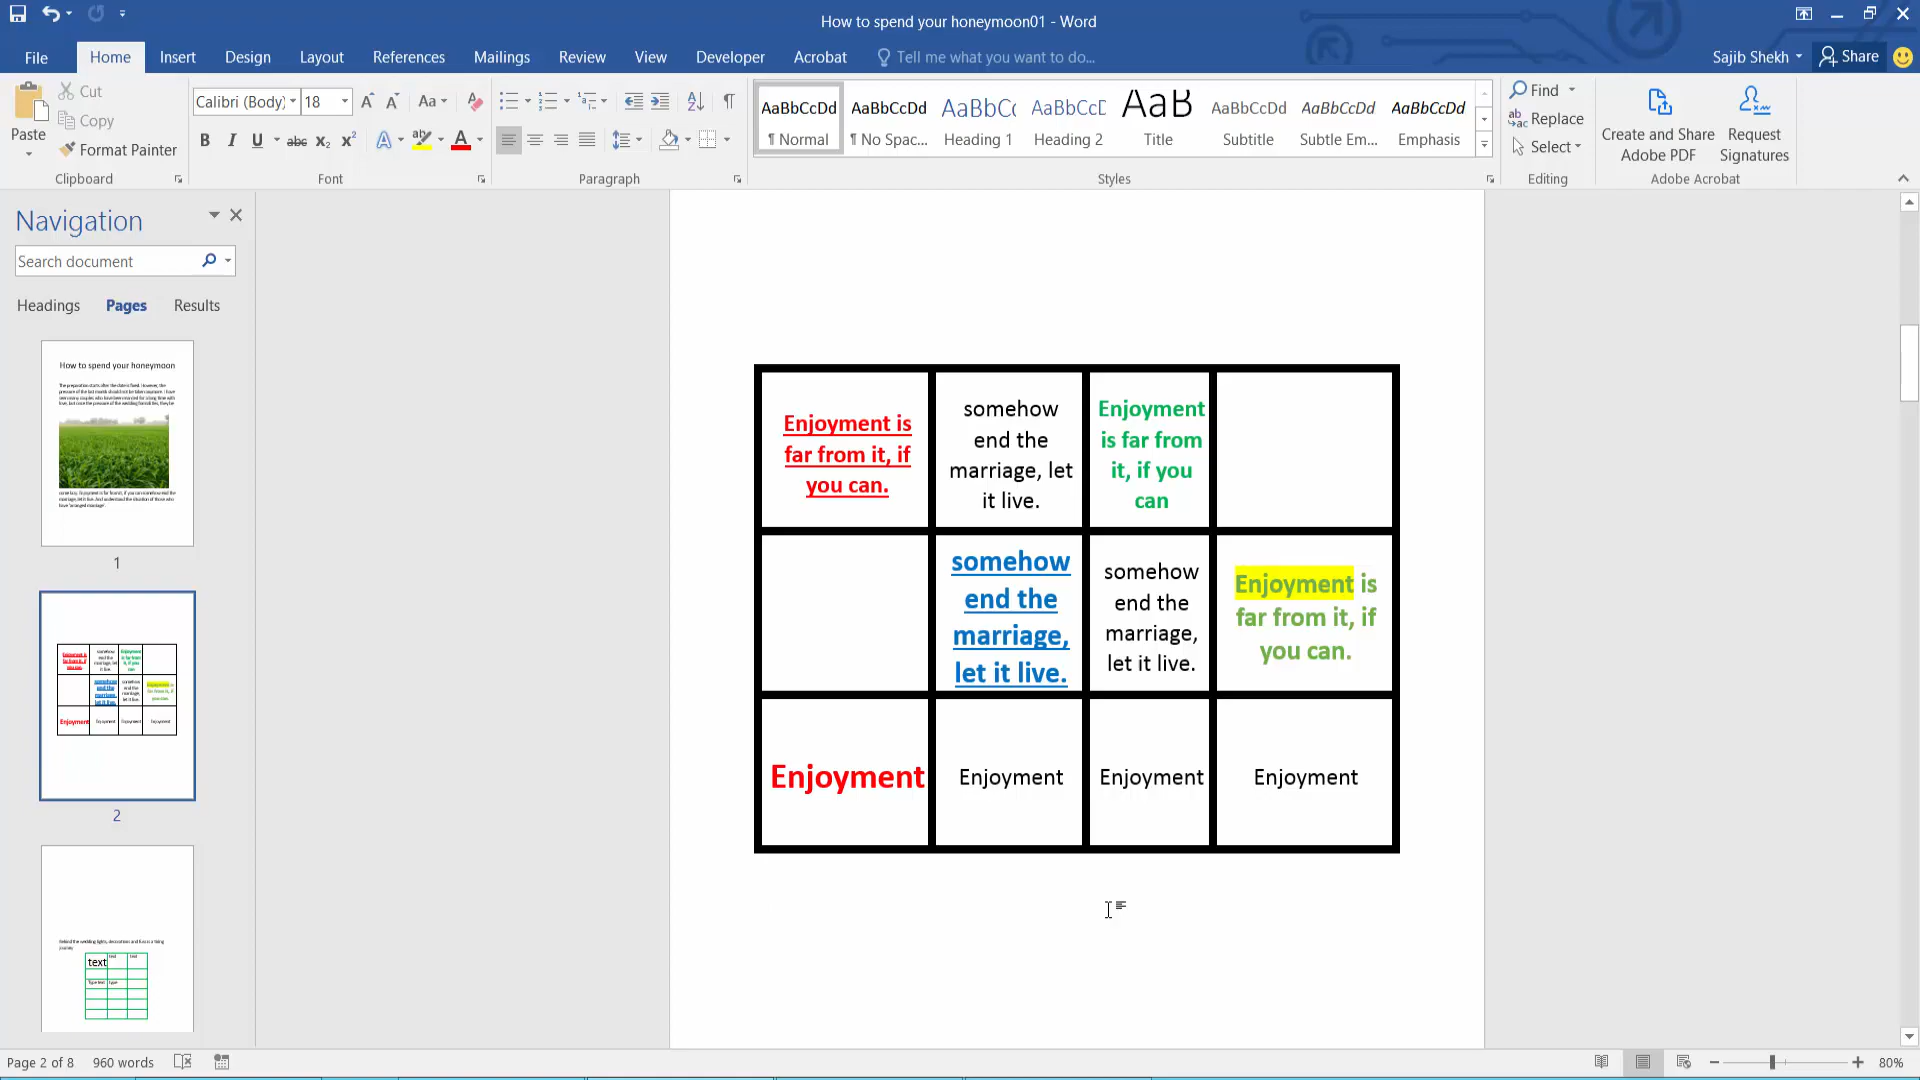 How to spend your honeymoon01 - Word
File Home Insert Design Layout References Mailings Review View Developer Acrobat Tell me what you want to do... Sajib Shekh Share
Paste
Cut
Copy
Format Painter
Clipboard
Calibri (Body) 18
Font
Paragraph
AaBbCcDd AaBbCcDd AaBbC AaBbCcE AaB AaBbCcDd AaBbCcDd AaBbCcDd
¶ Normal ¶ No Spac... Heading 1 Heading 2 Title Subtitle Subtle Em... Emphasis
Styles
Find
Replace
Select
Editing
Create and Share
Adobe PDF
Request
Signatures
Adobe Acrobat
Navigation
Search document
Headings Pages Results
How to spend your honeymoon
1
2
text
Enjoyment is
far from it, if
you can.
somehow
end the
marriage, let
it live.
Enjoyment
is far from
it, if you
can
somehow
end the
marriage,
let it live.
somehow
end the
marriage,
let it live.
Enjoyment is
far from it, if
you can.
Enjoyment Enjoyment Enjoyment Enjoyment
Page 2 of 8 960 words
80%